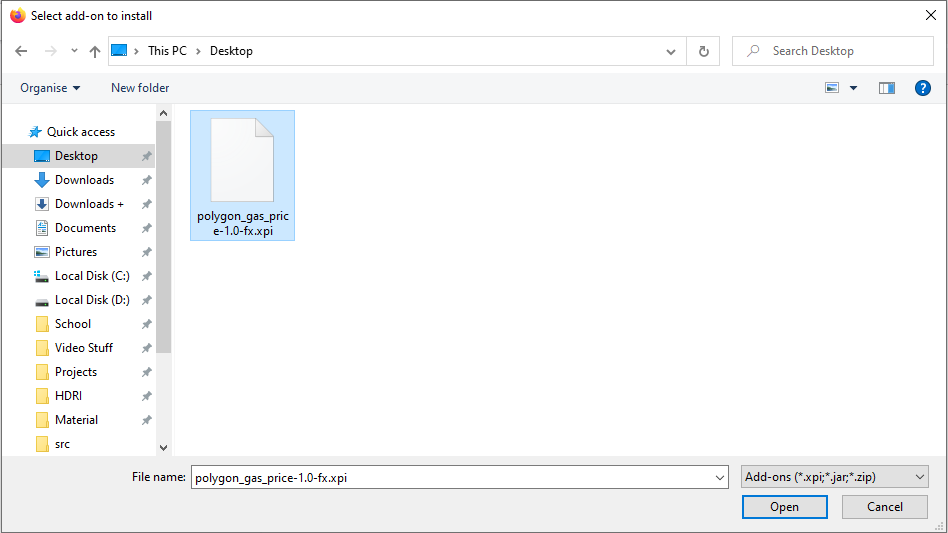 Select add-on to install
This PC > Desktop
Search Desktop
Organise
New folder
Quick access
Desktop
Downloads
Downloads +
Documents
Pictures
Local Disk (C:)
Local Disk (D:)
School
Video Stuff
Projects
HDRI
Material
src
polygon_gas_pric
e-1.0-fx.xpi
File name:
polygon_gas_price-1.0-fx.xpi
Add-ons (*.xpi;*.jar;*.zip)
Open
Cancel